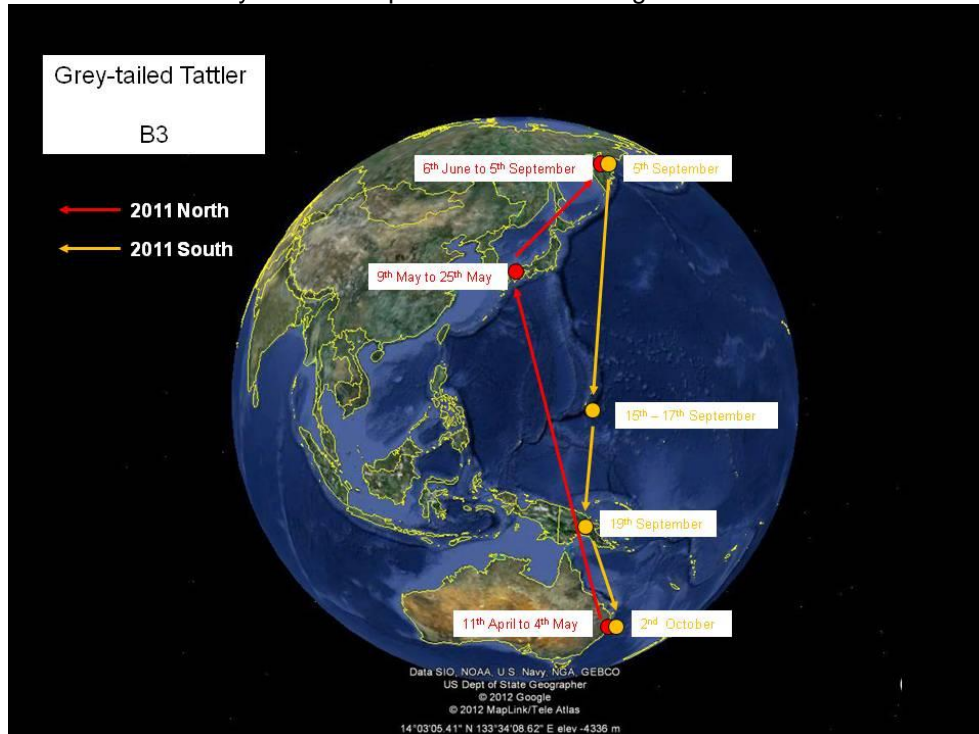 Grey-tailed Tattler
B3
2011 North
2011 South
6th June to 5th September
5th September
9th May to 25th May
15th – 17th September
19th September
11th April to 4th May
2nd October
Data SIO, NOAA, U.S. Navy, NGA, GEBCO
US Dept of State Geographer
© 2012 Google
© 2012 MapLink/Tele Atlas
14°03'05.41" N 133°34'08.62" E elev -4336 m